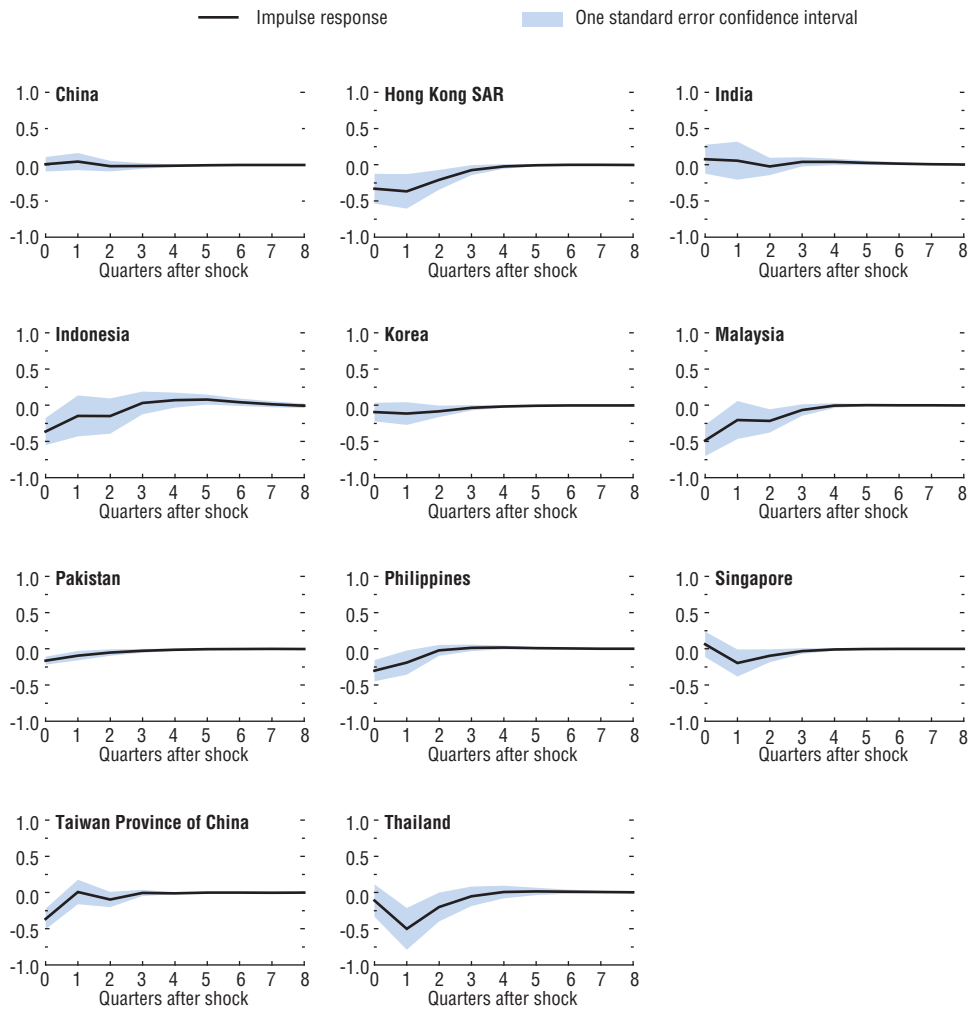 Impulse response One standard error confidence interval
China
1.0
0.5
0.0
-0.5
-1.0
0 1 2 3 4 5 6 7 8
Quarters after shock
Hong Kong SAR
1.0
0.5
0.0
-0.5
-1.0
0 1 2 3 4 5 6 7 8
Quarters after shock
India
1.0
0.5
0.0
-0.5
-1.0
0 1 2 3 4 5 6 7 8
Quarters after shock
Indonesia
1.0
0.5
0.0
-0.5
-1.0
0 1 2 3 4 5 6 7 8
Quarters after shock
Korea
1.0
0.5
0.0
-0.5
-1.0
0 1 2 3 4 5 6 7 8
Quarters after shock
Malaysia
1.0
0.5
0.0
-0.5
-1.0
0 1 2 3 4 5 6 7 8
Quarters after shock
Pakistan
1.0
0.5
0.0
-0.5
-1.0
0 1 2 3 4 5 6 7 8
Quarters after shock
Philippines
1.0
0.5
0.0
-0.5
-1.0
0 1 2 3 4 5 6 7 8
Quarters after shock
Singapore
1.0
0.5
0.0
-0.5
-1.0
0 1 2 3 4 5 6 7 8
Quarters after shock
Taiwan Province of China
1.0
0.5
0.0
-0.5
-1.0
0 1 2 3 4 5 6 7 8
Quarters after shock
Thailand
1.0
0.5
0.0
-0.5
-1.0
0 1 2 3 4 5 6 7 8
Quarters after shock